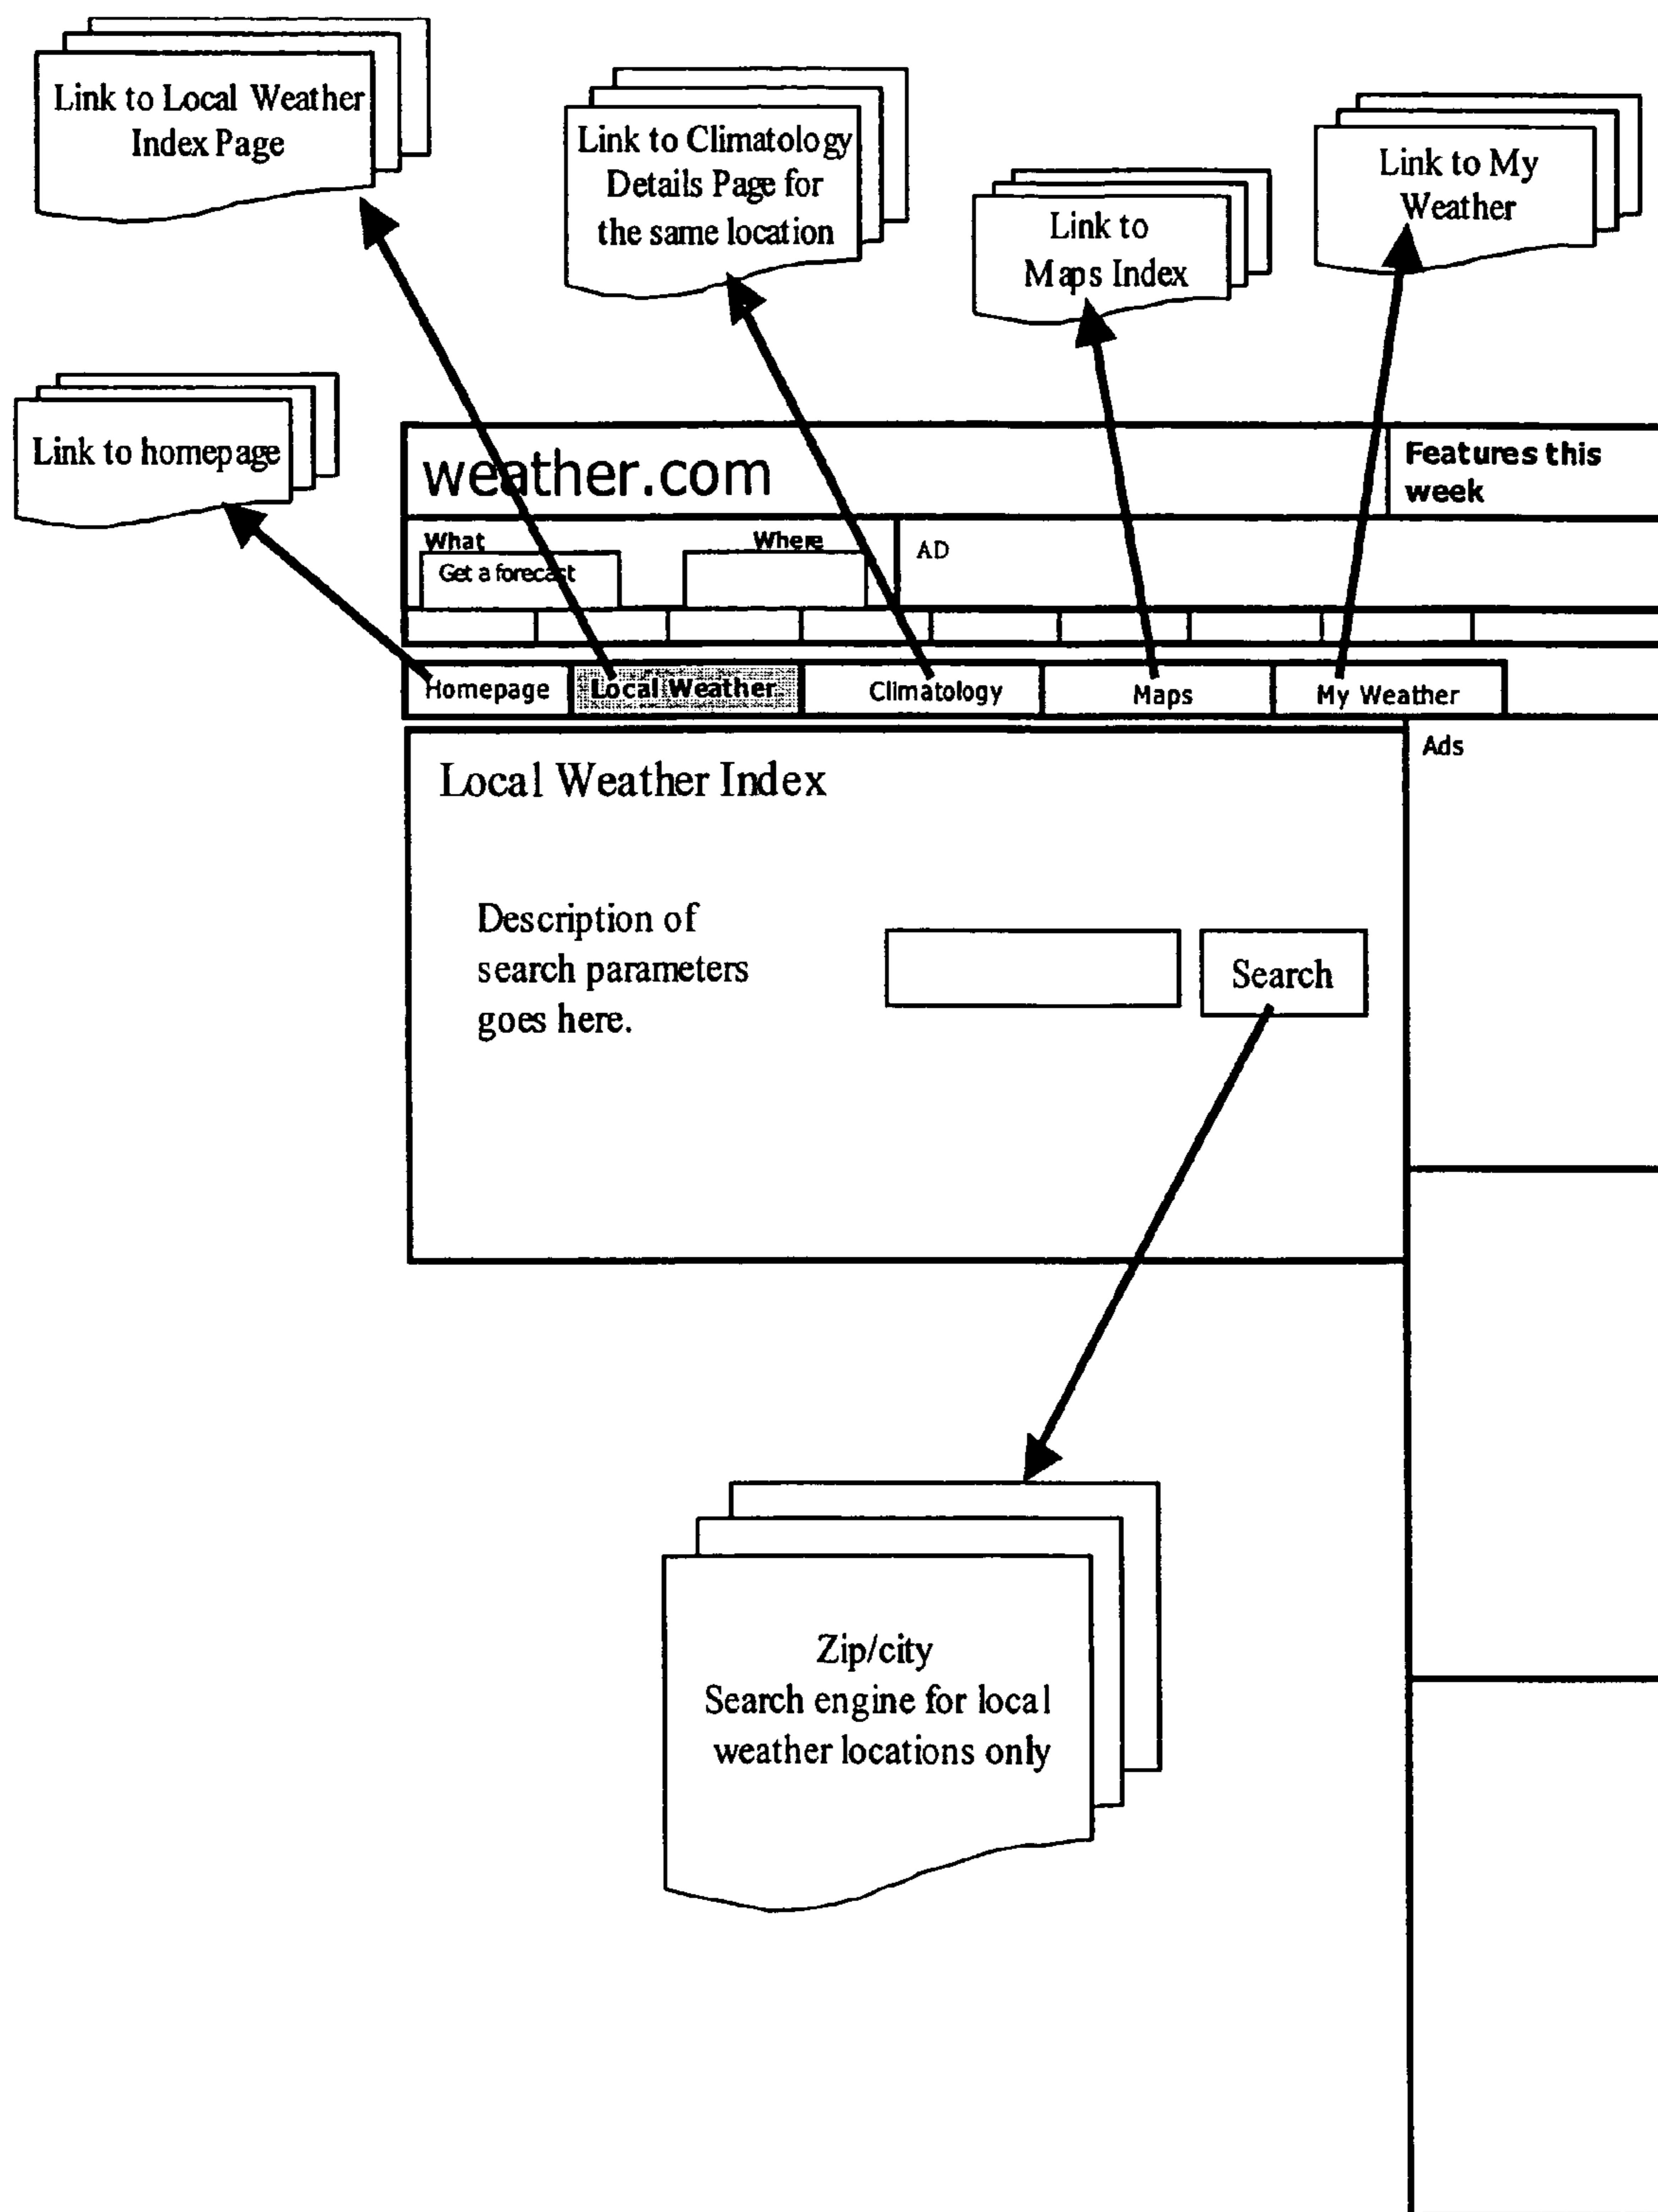 Link to Local Weather
Index Page
Link to Climatology
Details Page for
the same location
Link to
Maps Index
Link to My
Weather
Link to homepage
weather.com
Features this
week
What
Where
Get a forecast
AD
Homepage
Local Weather
Climatology
Maps
My Weather
Ads
Local Weather Index
Description of
search parameters
goes here.
Search
Zip/city
Search engine for local
weather locations only